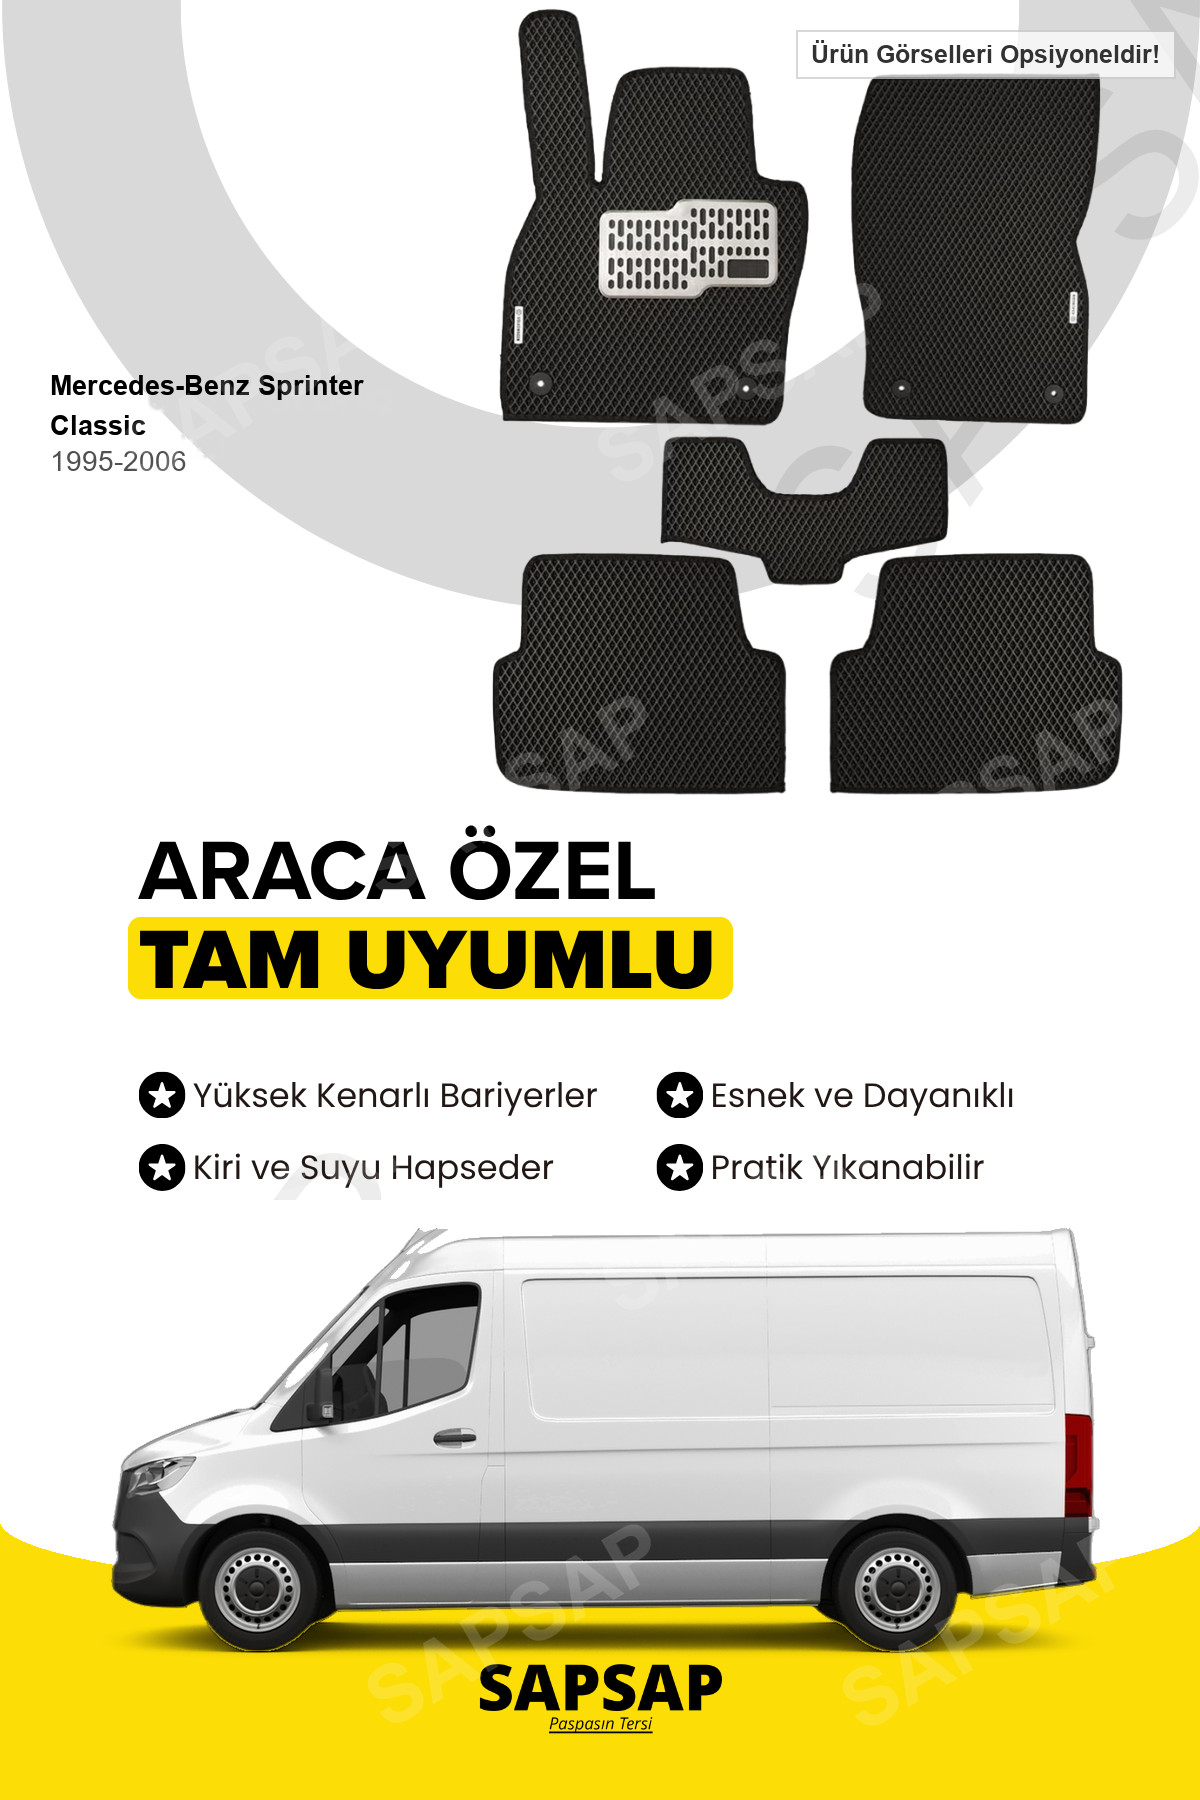 Ürün Görselleri Opsiyoneldir!
Mercedes-Benz Sprinter
Classic
1995-2006
ARACA ÖZEL
TAM UYUMLU
Yüksek Kenarlı Bariyerler
Esnek ve Dayanıklı
Kiri ve Suyu Hapseder
Pratik Yıkanabilir
SAPSAP
Paspasın Tersi